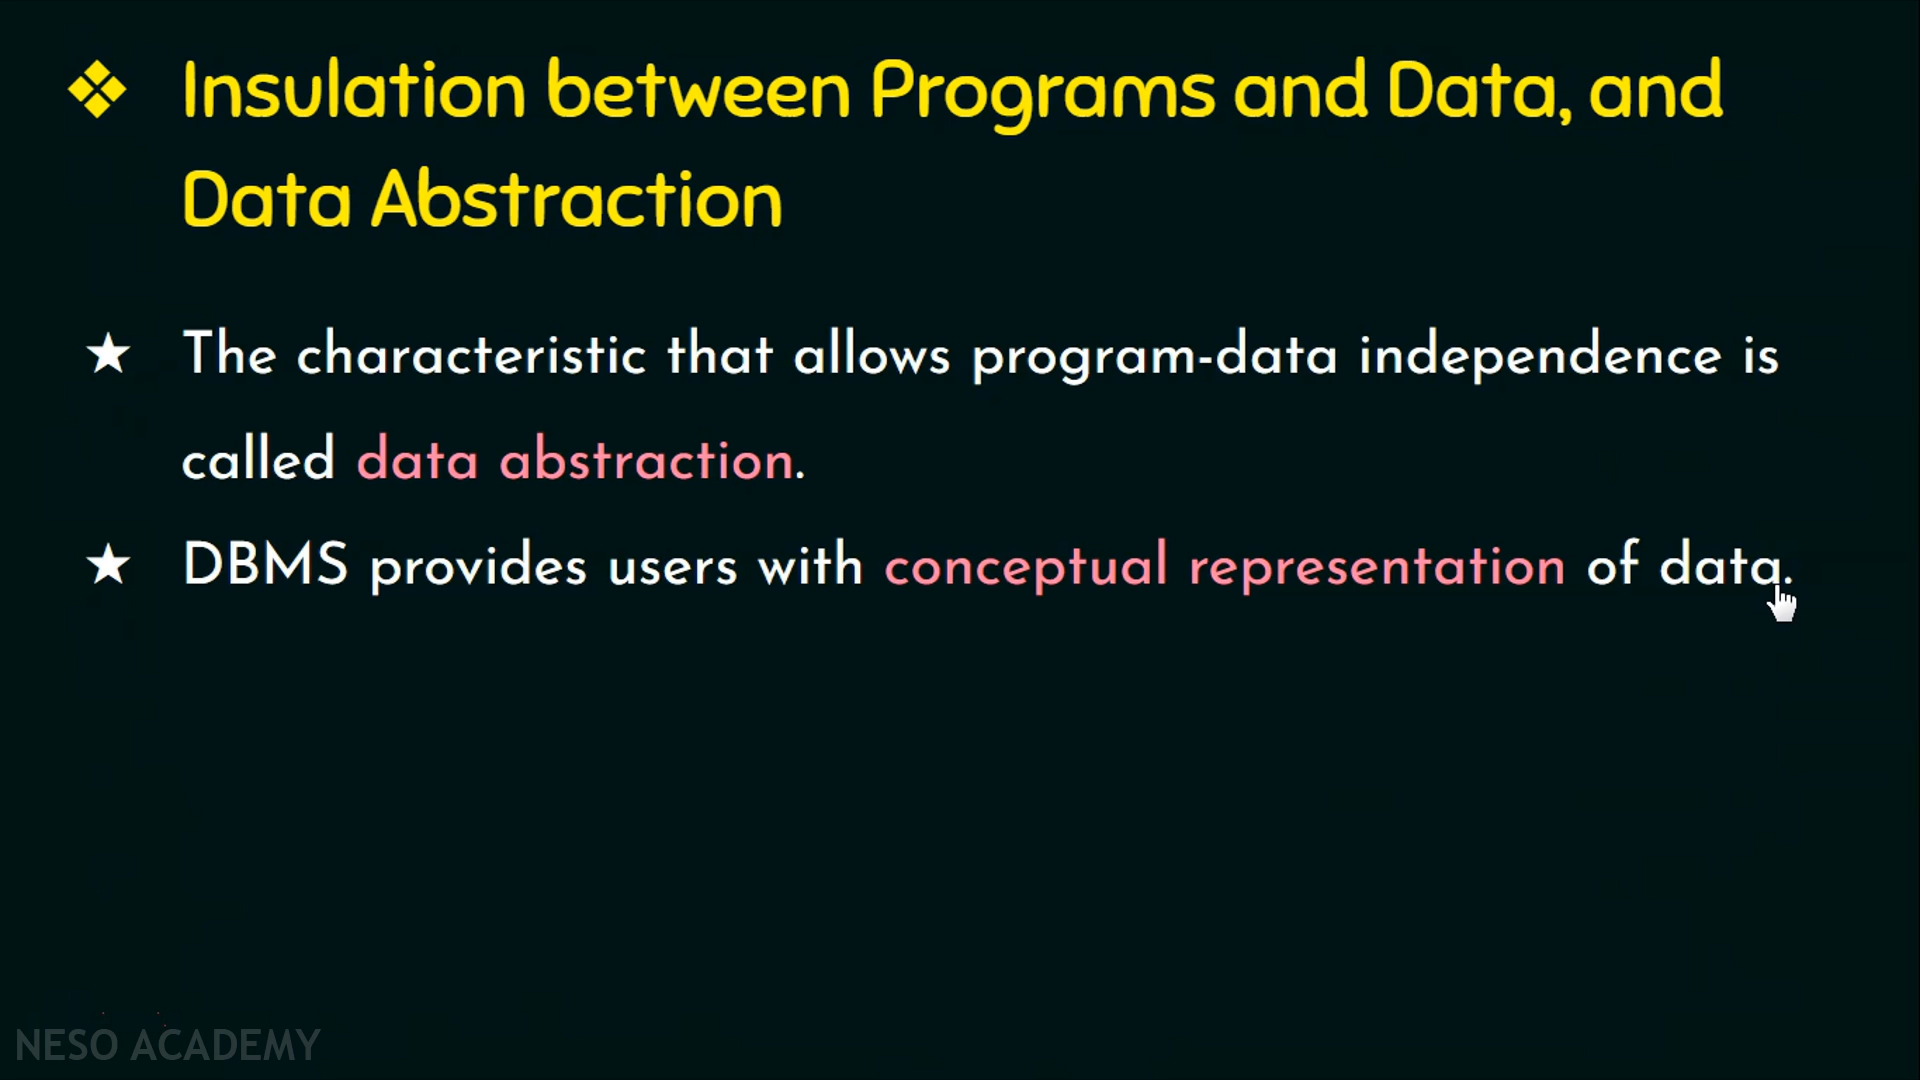 ❖ Insulation between Programs and Data, and
Data Abstraction
★ The characteristic that allows program-data independence is
called data abstraction.
★ DBMS provides users with conceptual representation of data.
NESO ACADEMY